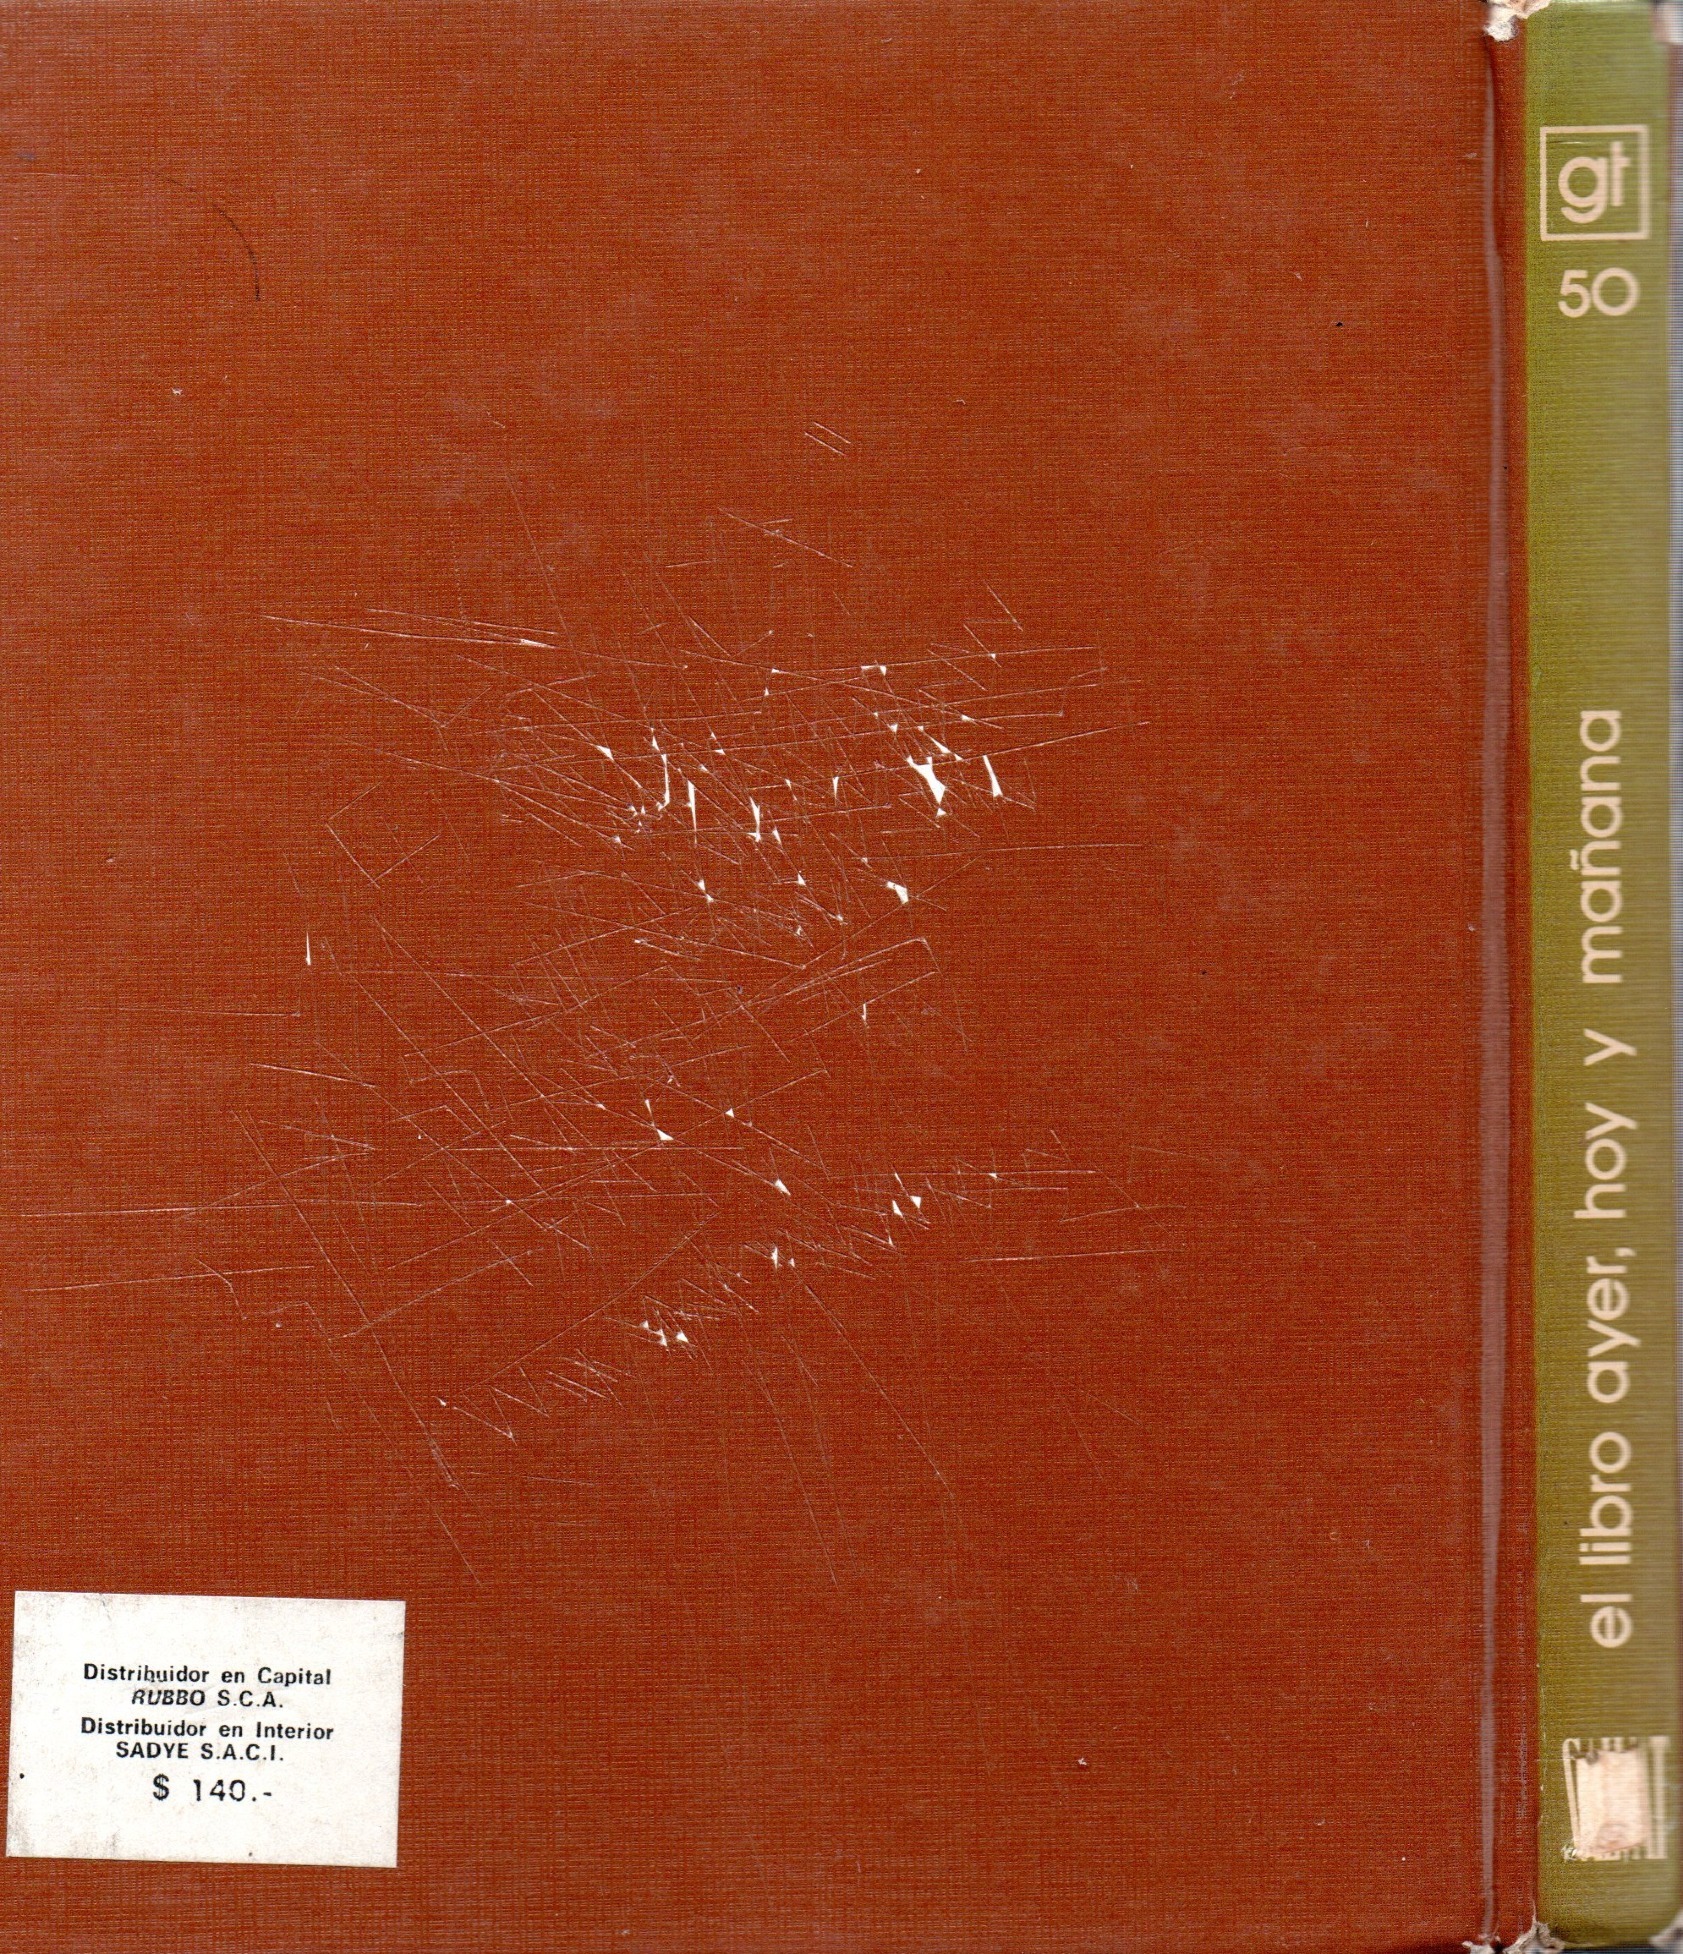 gt
50
el libro ayer, hoy y mañana
Distribuidor en Capital
RUBBO S.C.A.
Distribuidor en Interior
SADYE S.A.C.I.
$ 140.-